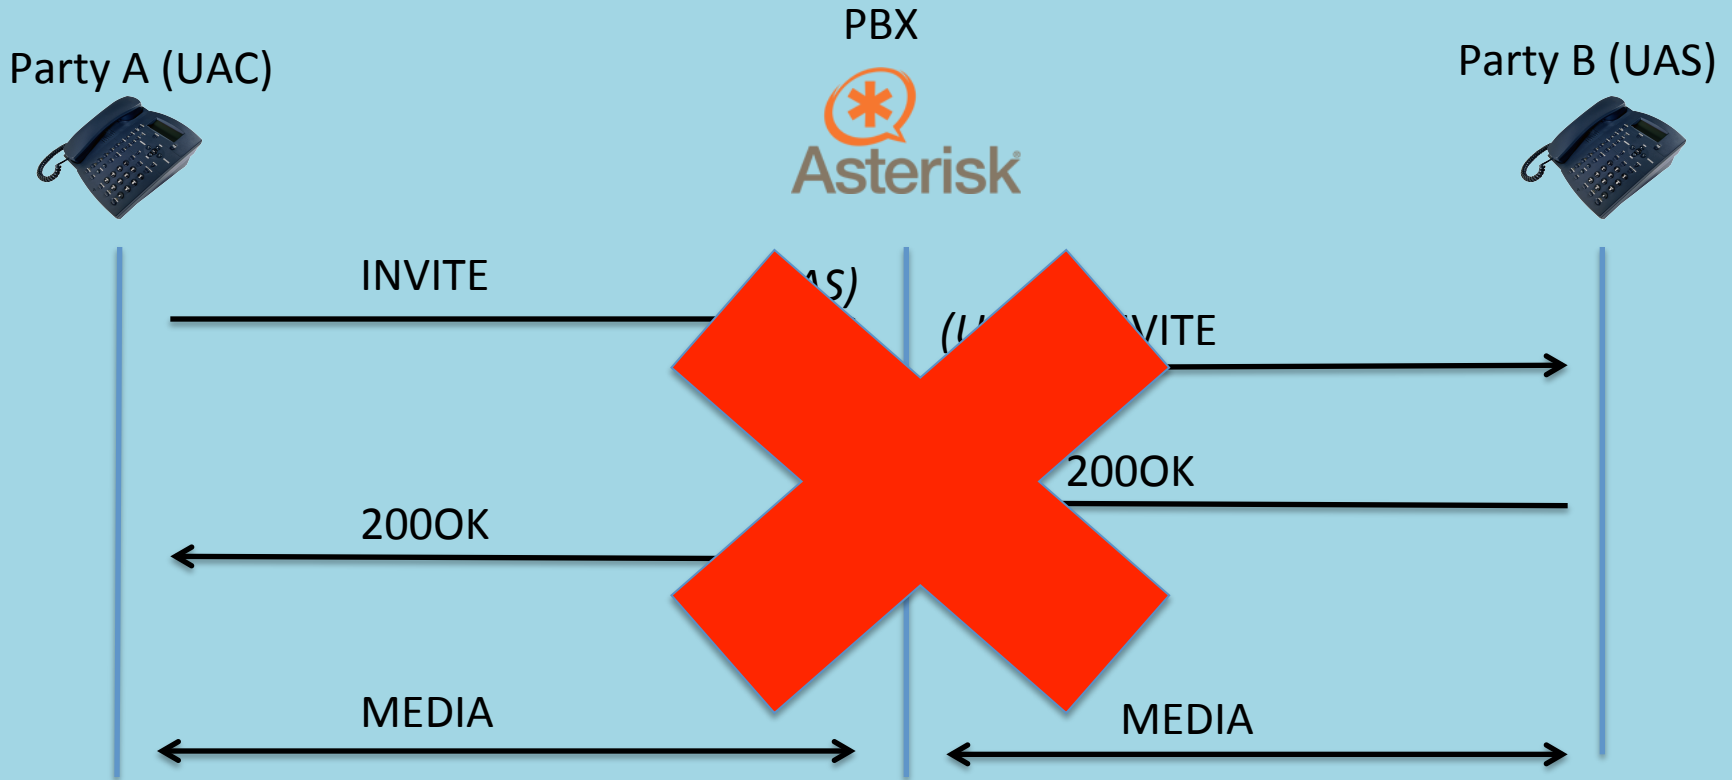 PBX
Party A (UAC)
Party B (UAS)
Asterisk
INVITE
200OK
200OK
MEDIA
MEDIA